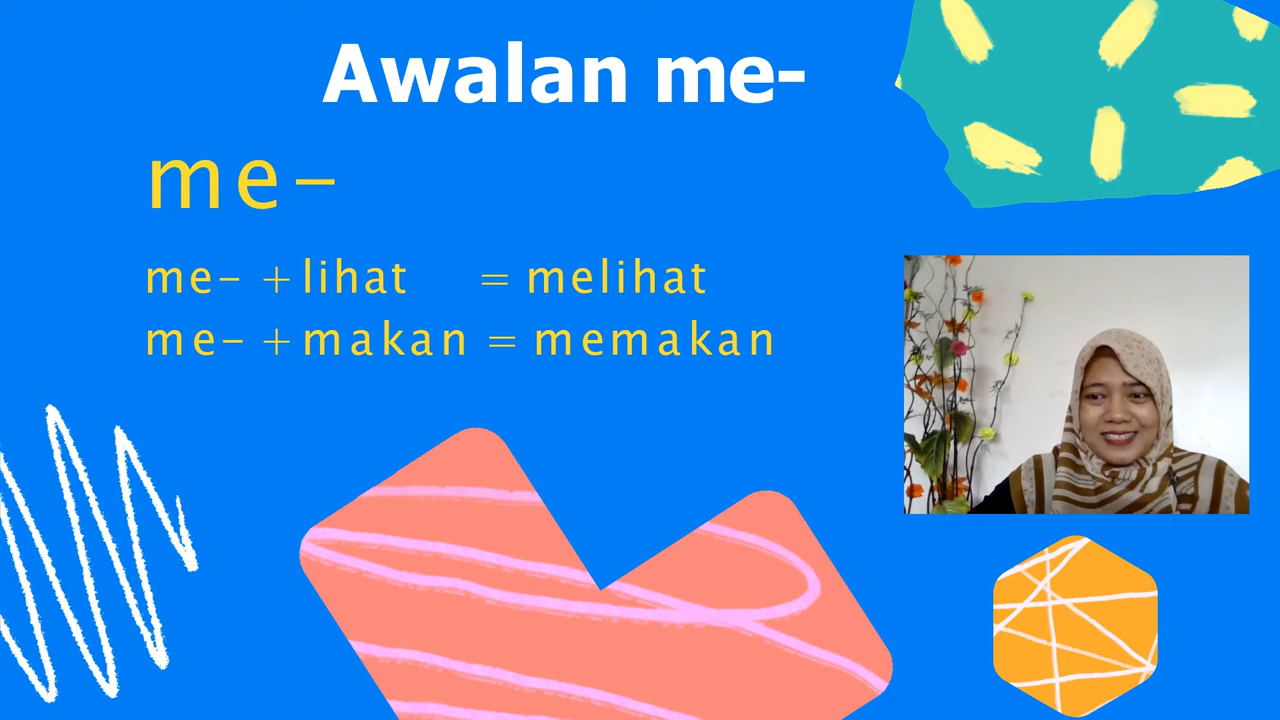 Awalan me-
me-
me- + lihat = melihat
me- + makan = memakan